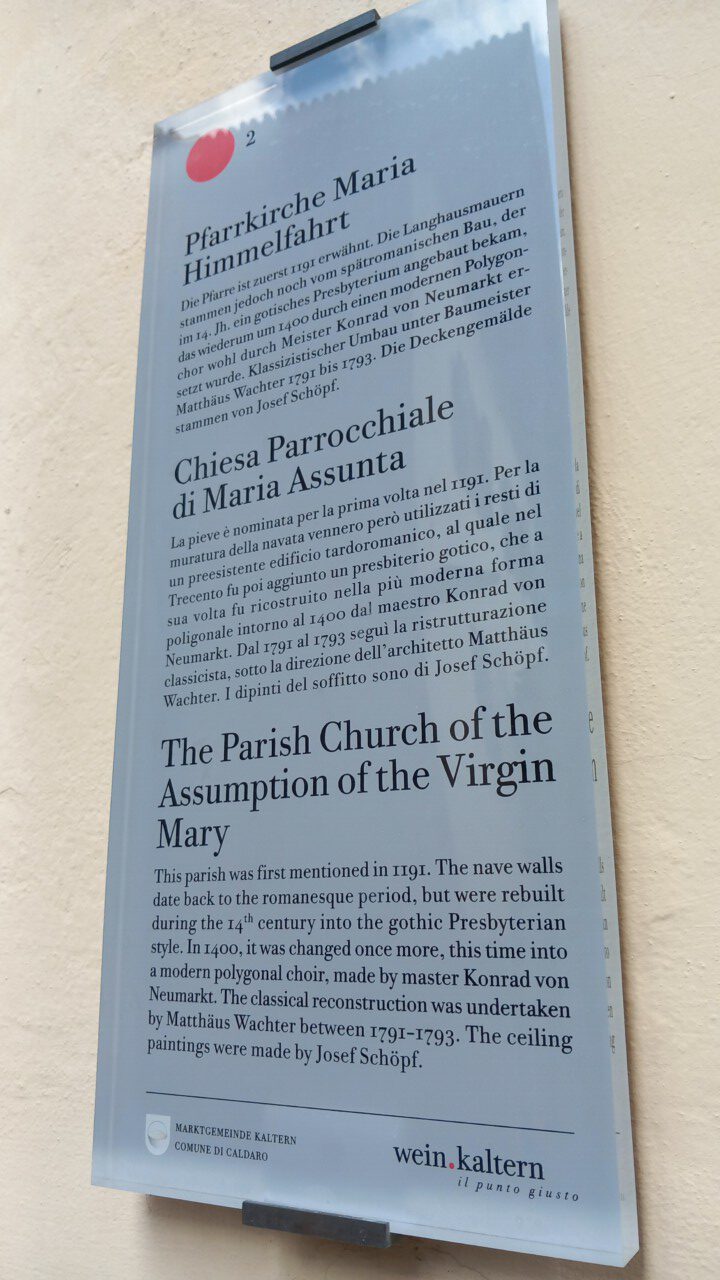 2
Pfarrkirche Maria
Himmelfahrt
Die Pfarre ist zuerst 1191 erwähnt. Die Langhausmauern
stammen jedoch noch vom spätromanischen Bau, der
im 14. Jh. ein gotisches Presbyterium angebaut bekam,
das wiederum um 1400 durch einen modernen Polygon-
chor wohl durch Meister Konrad von Neumarkt er-
setzt wurde. Klassizistischer Umbau unter Baumeister
Matthäus Wachter 1791 bis 1793. Die Deckengemälde
stammen von Josef Schöpf.
Chiesa Parrocchiale
di Maria Assunta
La pieve è nominata per la prima volta nel 1191. Per la
muratura della navata vennero però utilizzati i resti di
un preesistente edificio tardoromanico, al quale nel
Trecento fu poi aggiunto un presbiterio gotico, che a
sua volta fu ricostruito nella più moderna forma
poligonale intorno al 1400 dal maestro Konrad von
Neumarkt. Dal 1791 al 1793 seguì la ristrutturazione
classicista, sotto la direzione dell'architetto Matthäus
Wachter. I dipinti del soffitto sono di Josef Schöpf.
The Parish Church of the
Assumption of the Virgin
Mary
This parish was first mentioned in 1191. The nave walls
date back to the romanesque period, but were rebuilt
during the 14th century into the gothic Presbyterian
style. In 1400, it was changed once more, this time into
a modern polygonal choir, made by master Konrad von
Neumarkt. The classical reconstruction was undertaken
by Matthäus Wachter between 1791-1793. The ceiling
paintings were made by Josef Schöpf.
MARKTGEMEINDE KALTERN
COMUNE DI CALDARO
wein.kaltern
il punto giusto